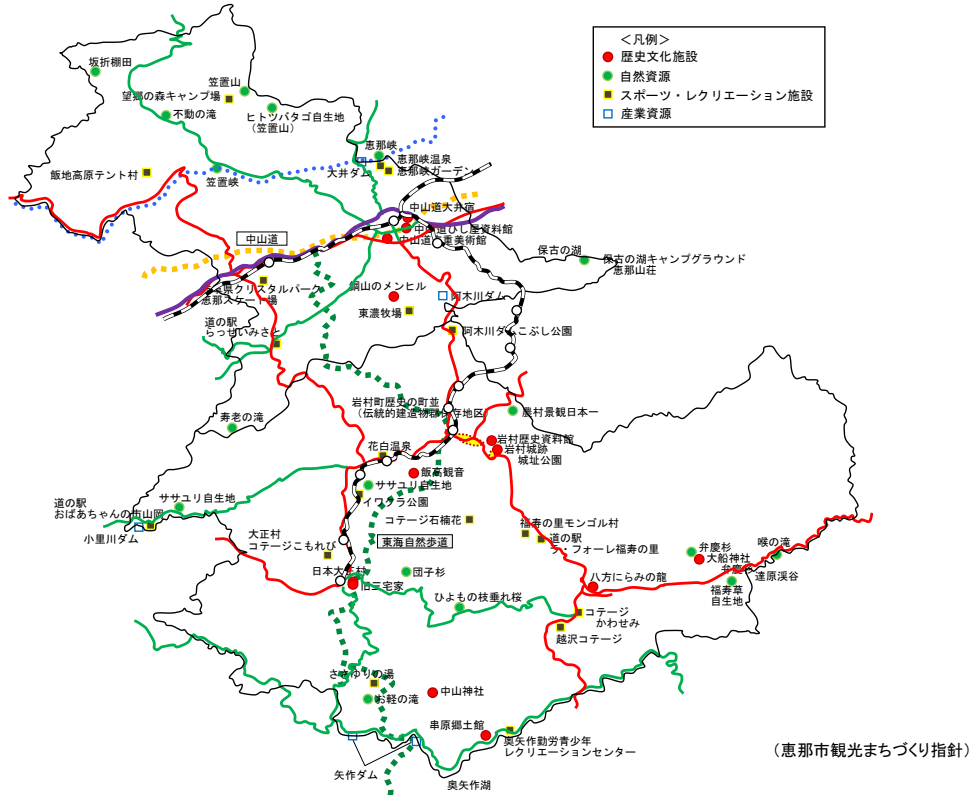 <凡例>
歴史文化施設
自然資源
スポーツ・レクリエーション施設
産業資源
坂折棚田
笠置山
望郷の森キャンプ場
不動の滝
ヒトツバタゴ自生地
(笠置山)
飯地高原テント村
笠置峡
恵那峡
恵那峡温泉
大井ダム
恵那峡ガーデン
中山道大井宿
中山道ひし屋資料館
中山道
重美術館
中山道
保古の湖
保古の湖キャンプグラウンド
恵那山荘
県クリスタルパーク
恵那スケート場
鍋山のメンヒル
阿木川ダム
東濃牧場
道の駅
らっせいみさと
阿木川ダムこぶし公園
岩村町歴史の町並
(伝統的建造物群保存地区)
農村景観日本一
寿老の滝
岩村歴史資料館
岩村城跡
城址公園
花白温泉
飯高観音
ササユリ自生地
イワクラ公園
道の駅
おばあちゃんの市山岡
ササユリ自生地
小里川ダム
コテージ石楠花
大正村
コテージこもれび
東海自然歩道
福寿の里モンゴル村
道の駅
ラ・フォーレ福寿の里
弁慶杉
大船神社
喉の滝
達原渓谷
福寿草
自生地
日本大正村
旧三宅家
団子杉
八方にらみの龍
ひよもの枝垂れ桜
コテージ
かわせみ
越沢コテージ
ささゆりの湯
お軽の滝
中山神社
串原郷土館
奥矢作勤労青少年
レクリエーションセンター
矢作ダム
奥矢作湖
(恵那市観光まちづくり指針)